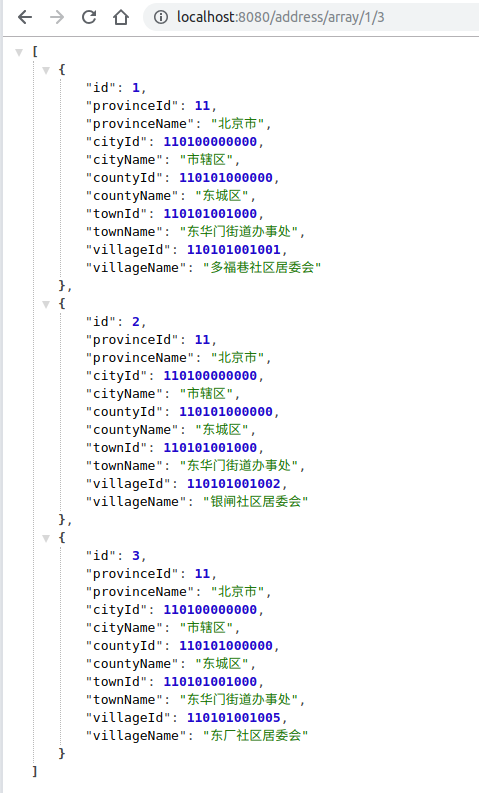 localhost:8080/address/array/1/3
[
{
"id": 1,
"provinceId": 11,
"provinceName": "北京市",
"cityId": 110100000000,
"cityName": "市辖区",
"countyId": 110101000000,
"countyName": "东城区",
"townId": 110101001000,
"townName": "东华门街道办事处",
"villageId": 110101001001,
"villageName": "多福巷社区居委会"
},
{
"id": 2,
"provinceId": 11,
"provinceName": "北京市",
"cityId": 110100000000,
"cityName": "市辖区",
"countyId": 110101000000,
"countyName": "东城区",
"townId": 110101001000,
"townName": "东华门街道办事处",
"villageId": 110101001002,
"villageName": "银闸社区居委会"
},
{
"id": 3,
"provinceId": 11,
"provinceName": "北京市",
"cityId": 110100000000,
"cityName": "市辖区",
"countyId": 110101000000,
"countyName": "东城区",
"townId": 110101001000,
"townName": "东华门街道办事处",
"villageId": 110101001005,
"villageName": "东厂社区居委会"
}
]